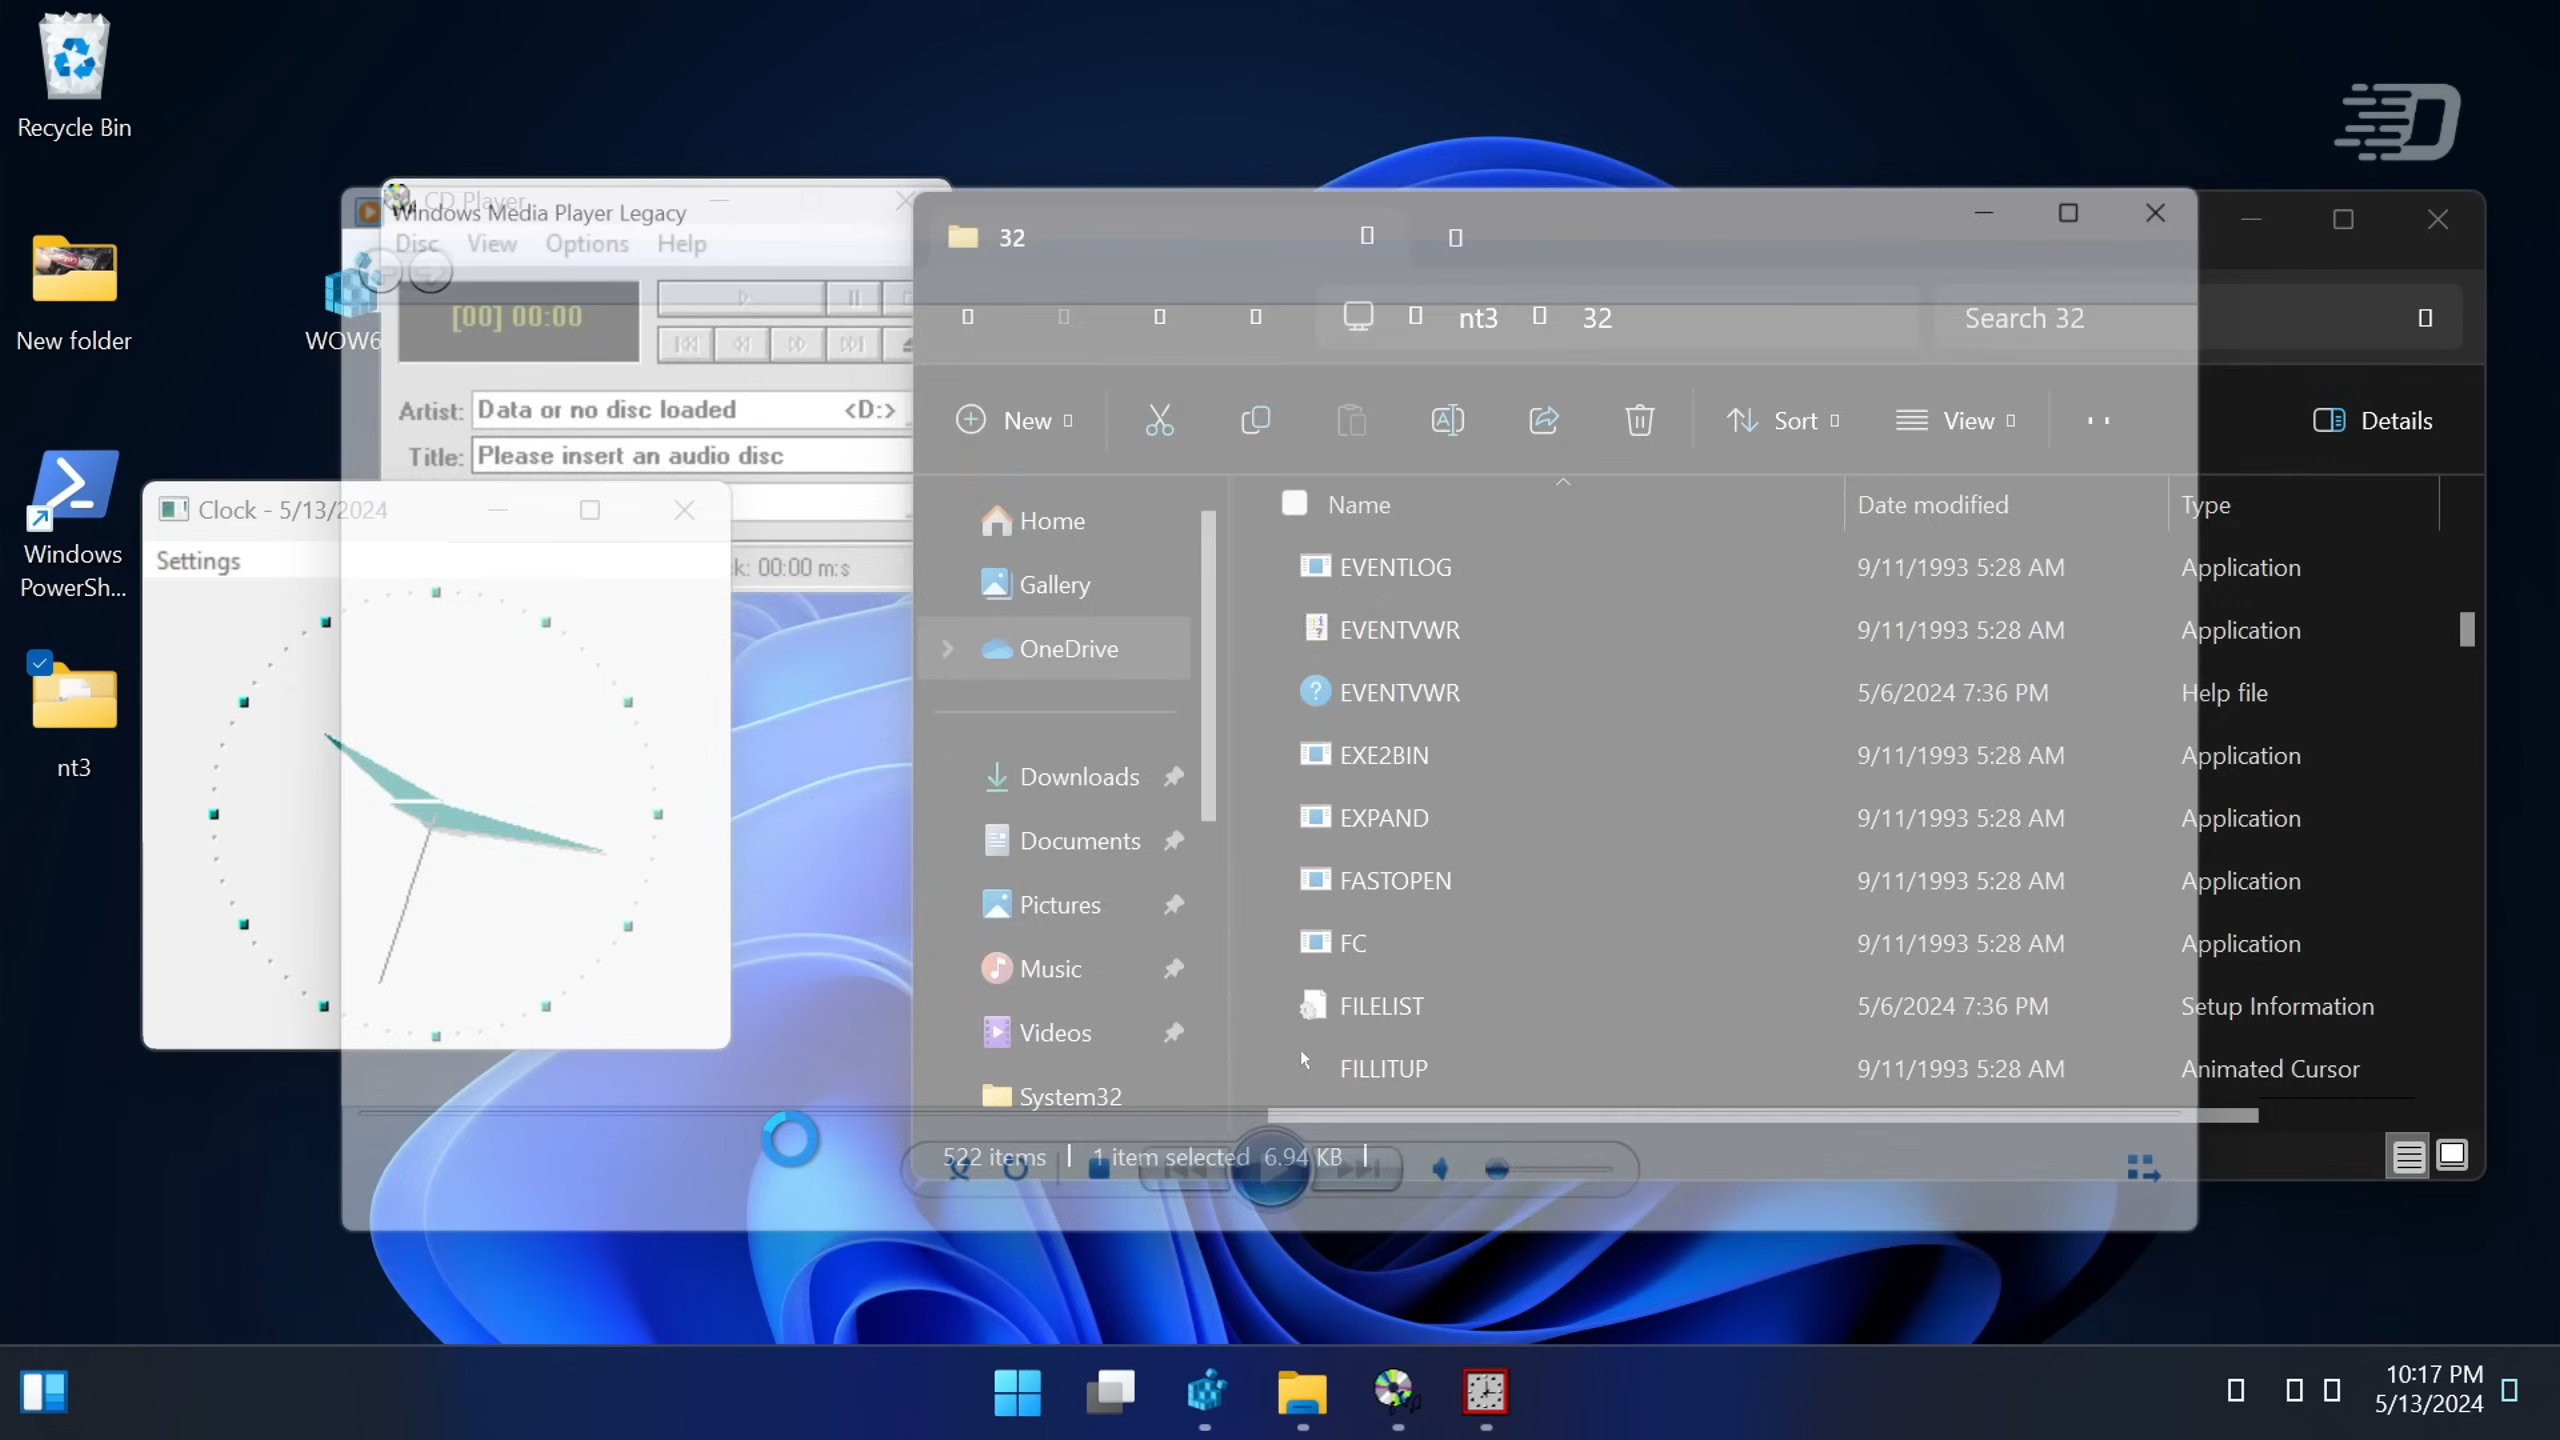 Recycle Bin
New folder
WOW6
Windows
PowerSh...
nt3
CD Player
Windows Media Player Legacy
Disc View Options Help
[00] 00:00
Artist: Data or no disc loaded <D:>
Title: Please insert an audio disc
k: 00:00 m:s
Clock - 5/13/2024
Settings
32
nt3 32
Search 32
New
Sort
View
Details
Home
Gallery
OneDrive
Downloads
Documents
Pictures
Music
Videos
System32
Name Date modified Type
EVENTLOG 9/11/1993 5:28 AM Application
EVENTVWR 9/11/1993 5:28 AM Application
EVENTVWR 5/6/2024 7:36 PM Help file
EXE2BIN 9/11/1993 5:28 AM Application
EXPAND 9/11/1993 5:28 AM Application
FASTOPEN 9/11/1993 5:28 AM Application
FC 9/11/1993 5:28 AM Application
FILELIST 5/6/2024 7:36 PM Setup Information
FILLITUP 9/11/1993 5:28 AM Animated Cursor
522 items 1 item selected 6.94 KB
10:17 PM
5/13/2024